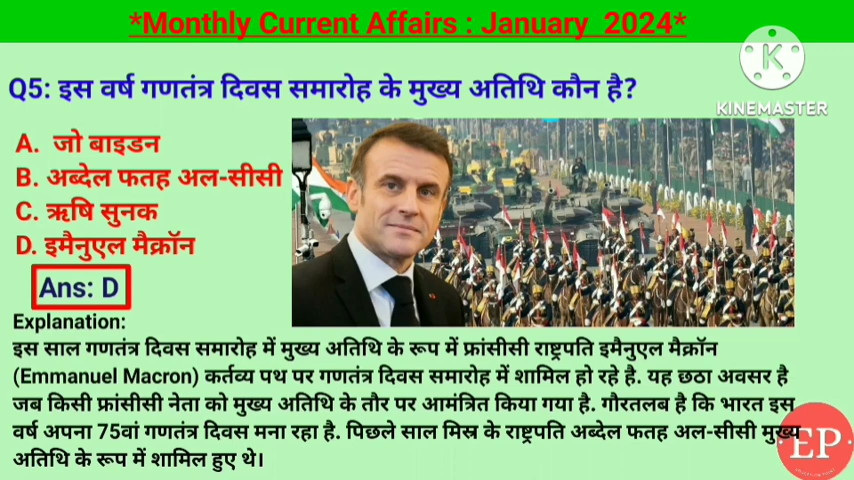 *Monthly Current Affairs : January 2024*
K
KINEMASTER
Q5: इस वर्ष गणतंत्र दिवस समारोह के मुख्य अतिथि कौन है?
A. जो बाइडन
B. अब्देल फतह अल-सीसी
C. ऋषि सुनक
D. इमैनुएल मैक्रॉन
Ans: D
Explanation:
इस साल गणतंत्र दिवस समारोह में मुख्य अतिथि के रूप में फ्रांसीसी राष्ट्रपति इमैनुएल मैक्रॉन
(Emmanuel Macron) कर्तव्य पथ पर गणतंत्र दिवस समारोह में शामिल हो रहे है. यह छठा अवसर है
जब किसी फ्रांसीसी नेता को मुख्य अतिथि के तौर पर आमंत्रित किया गया है. गौरतलब है कि भारत इस
वर्ष अपना 75वां गणतंत्र दिवस मना रहा है. पिछले साल मिस्र के राष्ट्रपति अब्देल फतह अल-सीसी मुख्य
अतिथि के रूप में शामिल हुए थे।
EP